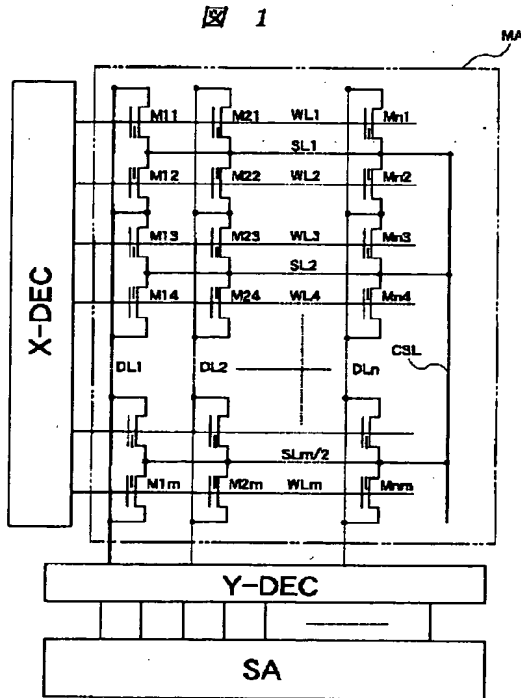 図 1
MA
M11 M21 WL1 Mn1
SL1
M12 M22 WL2 Mn2
M13 M23 WL3 Mn3
SL2
M14 M24 WL4 Mn4
X-DEC
DL1 DL2 DLn CSL
SLm/2
M1m M2m WLm Mnm
Y-DEC
SA